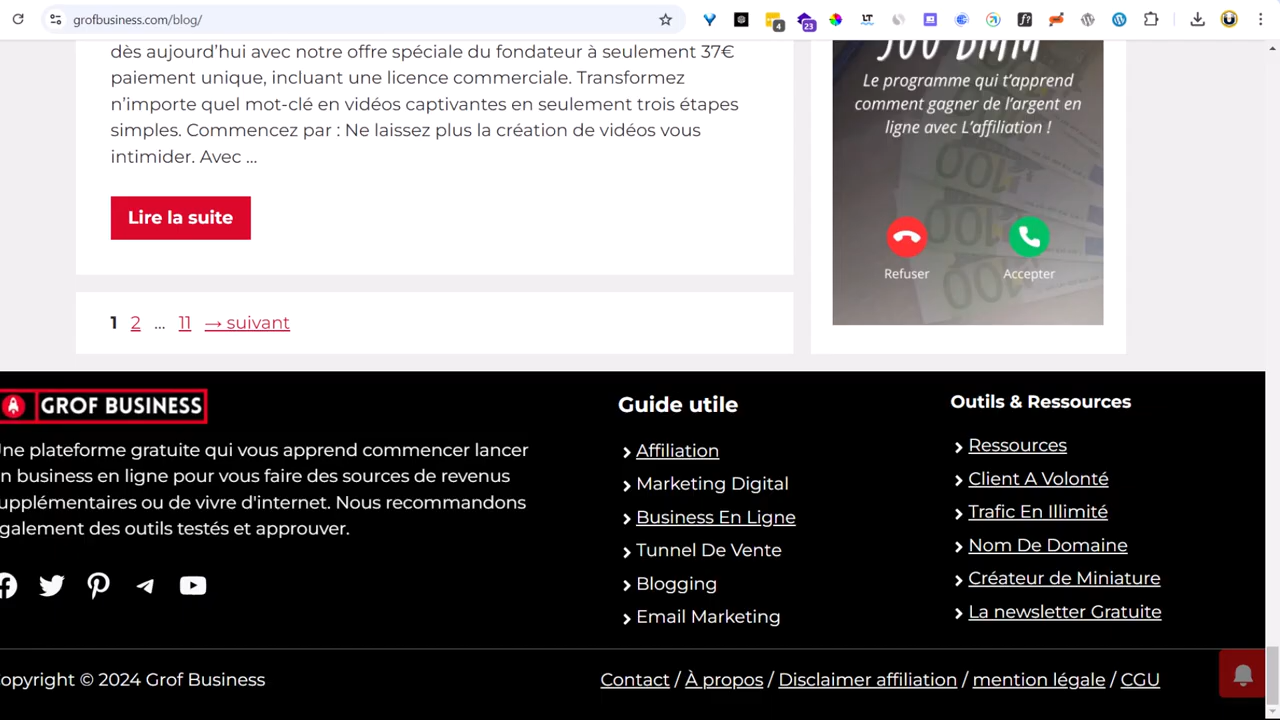 grofbusiness.com/blog/
4
23
LT
f?
dès aujourd'hui avec notre offre spéciale du fondateur à seulement 37€
paiement unique, incluant une licence commerciale. Transformez
n'importe quel mot-clé en vidéos captivantes en seulement trois étapes
simples. Commencez par : Ne laissez plus la création de vidéos vous
intimider. Avec ...
Lire la suite
1 2 ... 11 → suivant
Le programme qui t'apprend
comment gagner de l'argent en
ligne avec L'affiliation !
Refuser Accepter
GROF BUSINESS
ne plateforme gratuite qui vous apprend commencer lancer
n business en ligne pour vous faire des sources de revenus
upplémentaires ou de vivre d'internet. Nous recommandons
galement des outils testés et approuver.
Guide utile
Affiliation
Marketing Digital
Business En Ligne
Tunnel De Vente
Blogging
Email Marketing
Outils & Ressources
Ressources
Client A Volonté
Trafic En Illimité
Nom De Domaine
Créateur de Miniature
La newsletter Gratuite
opyright © 2024 Grof Business
Contact / À propos / Disclaimer affiliation / mention légale / CGU